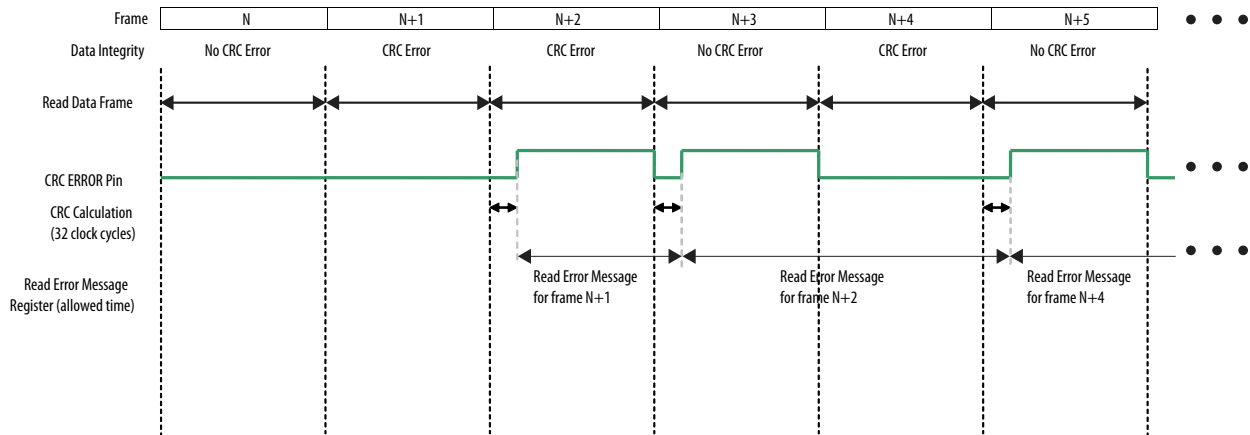 Frame N N+1 N+2 N+3 N+4 N+5
Data Integrity No CRC Error CRC Error CRC Error No CRC Error CRC Error No CRC Error
Read Data Frame
CRC ERROR Pin
CRC Calculation
(32 clock cycles)
Read Error Message
Register (allowed time)
Read Error Message
for frame N+1
Read Error Message
for frame N+2
Read Error Message
for frame N+4